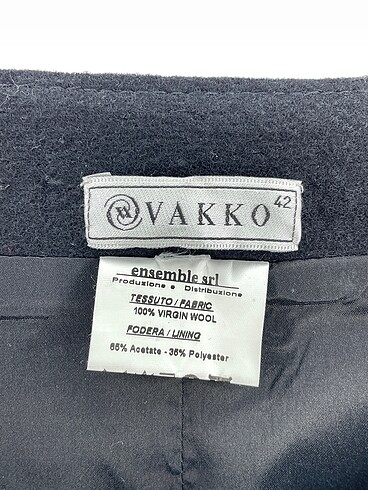 VAKKO 42
ensemble srl
Produzione e Distribuzione
TESSUTO / FABRIC
100% VIRGIN WOOL
FODERA / LINING
65% Acetate - 35% Polyester